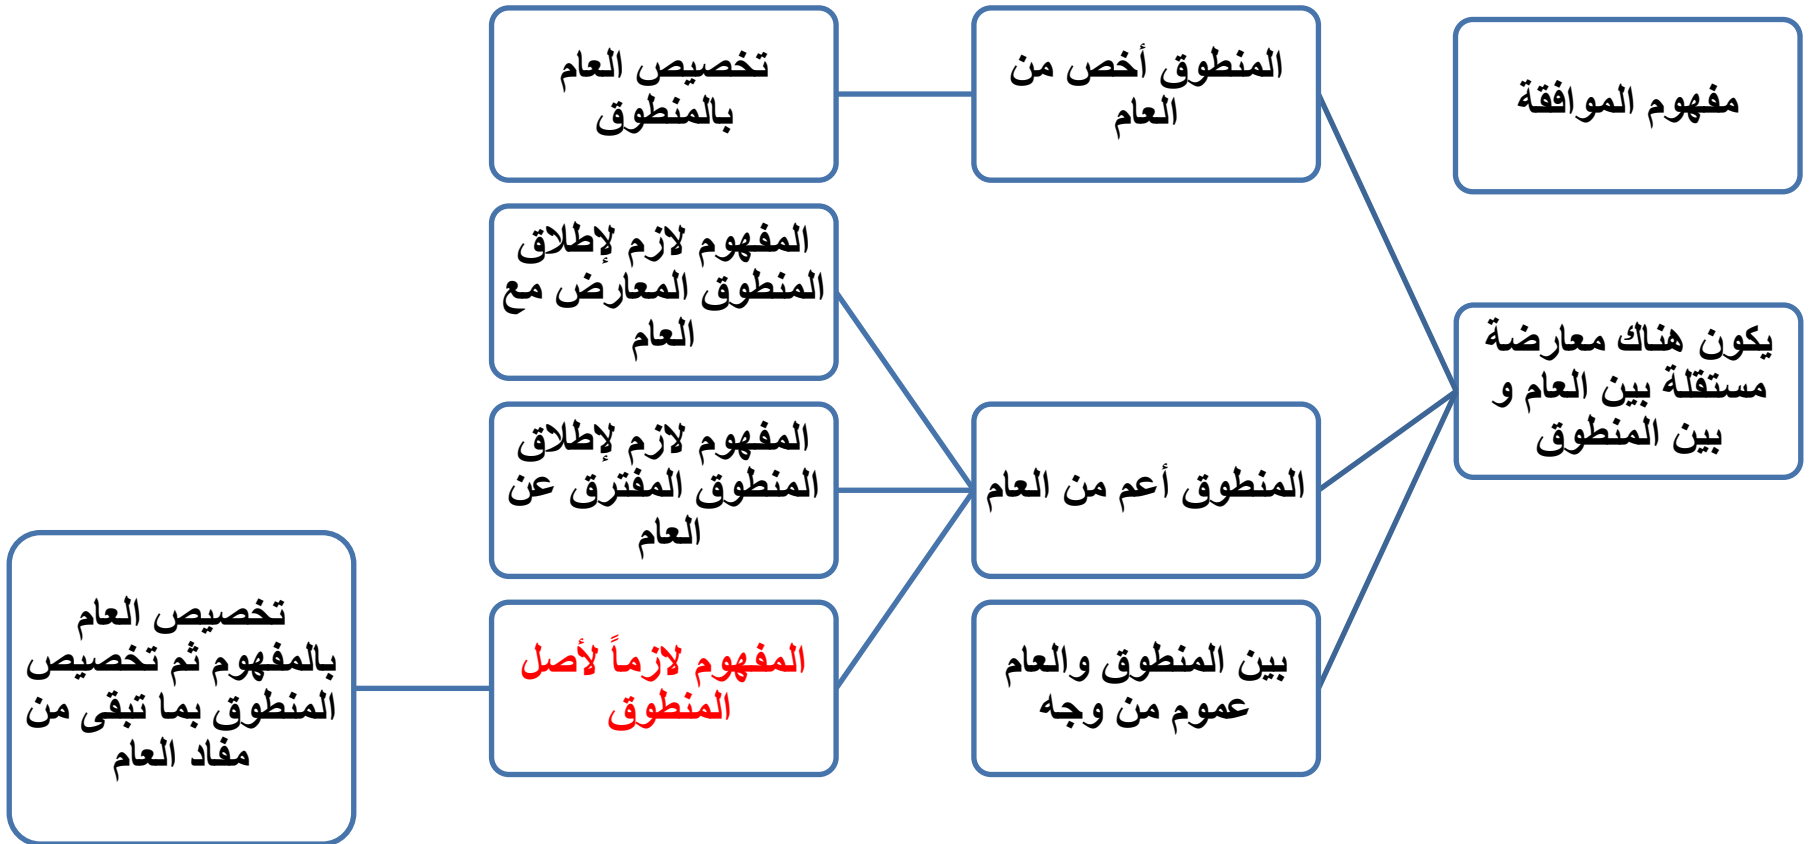 مفهوم الموافقة
يكون هناك معارضة
مستقلة بين العام و
بين المنطوق
المنطوق أخص من
العام
تخصيص العام
بالمنطوق
المنطوق أعم من العام
المفهوم لازم لإطلاق
المنطوق المعارض مع
العام
المفهوم لازم لإطلاق
المنطوق المفترق عن
العام
المفهوم لازماً لأصل
المنطوق
تخصيص العام
بالمفهوم ثم تخصيص
المنطوق بما تبقى من
مفاد العام
بين المنطوق والعام
عموم من وجه